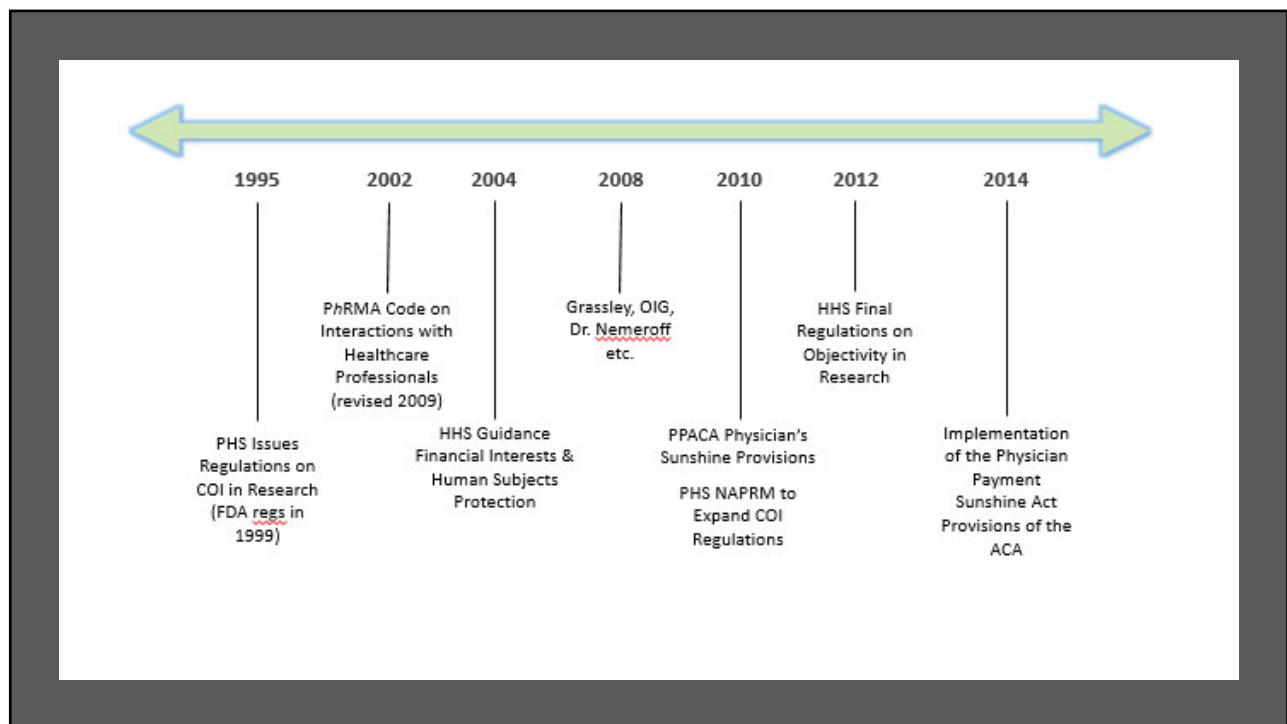 1995
2002
2004
2008
2010
2012
2014
PHS Issues
Regulations on
COI in Research
(FDA regs in
1999)
PhRMA Code on
Interactions with
Healthcare
Professionals
(revised 2009)
HHS Guidance
Financial Interests &
Human Subjects
Protection
Grassley, OIG,
Dr. Nemeroff
etc.
PPACA Physician's
Sunshine Provisions
PHS NAPRM to
Expand COI
Regulations
HHS Final
Regulations on
Objectivity in
Research
Implementation
of the Physician
Payment
Sunshine Act
Provisions of the
ACA